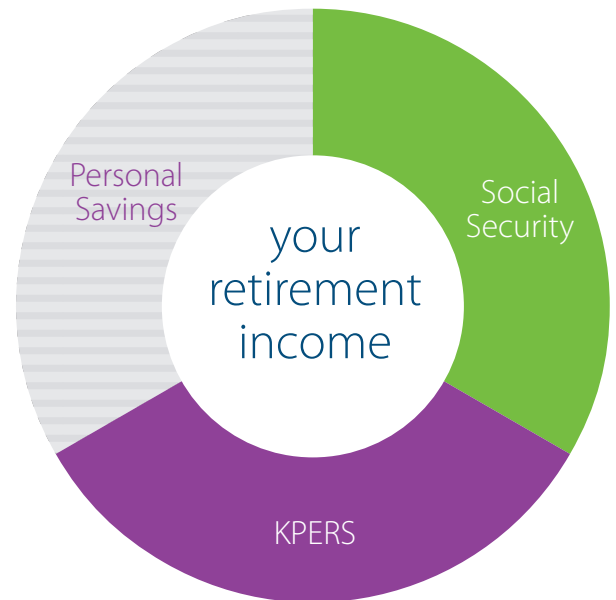 Personal
Savings
Social
Security
your
retirement
income
KPERS